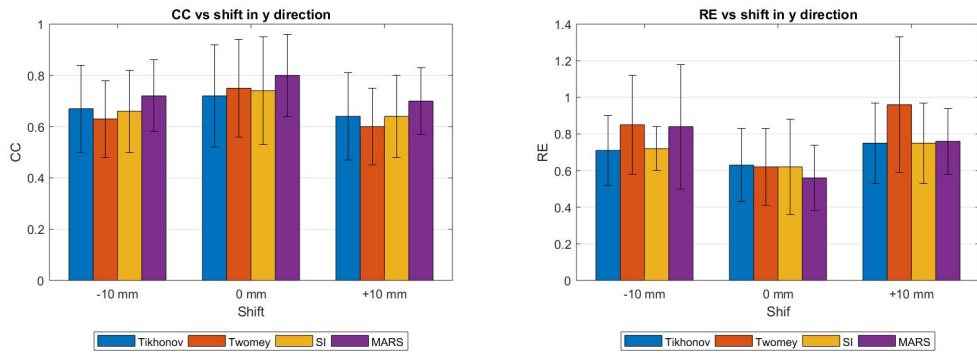 CC vs shift in y direction
1
0.8
0.6
0.4
0.2
0
CC
-10 mm 0 mm +10 mm
Shift
Tikhonov Twomey SI MARS
RE vs shift in y direction
1.4
1.2
1
0.8
0.6
0.4
0.2
0
RE
-10 mm 0 mm +10 mm
Shif
Tikhonov Twomey SI MARS